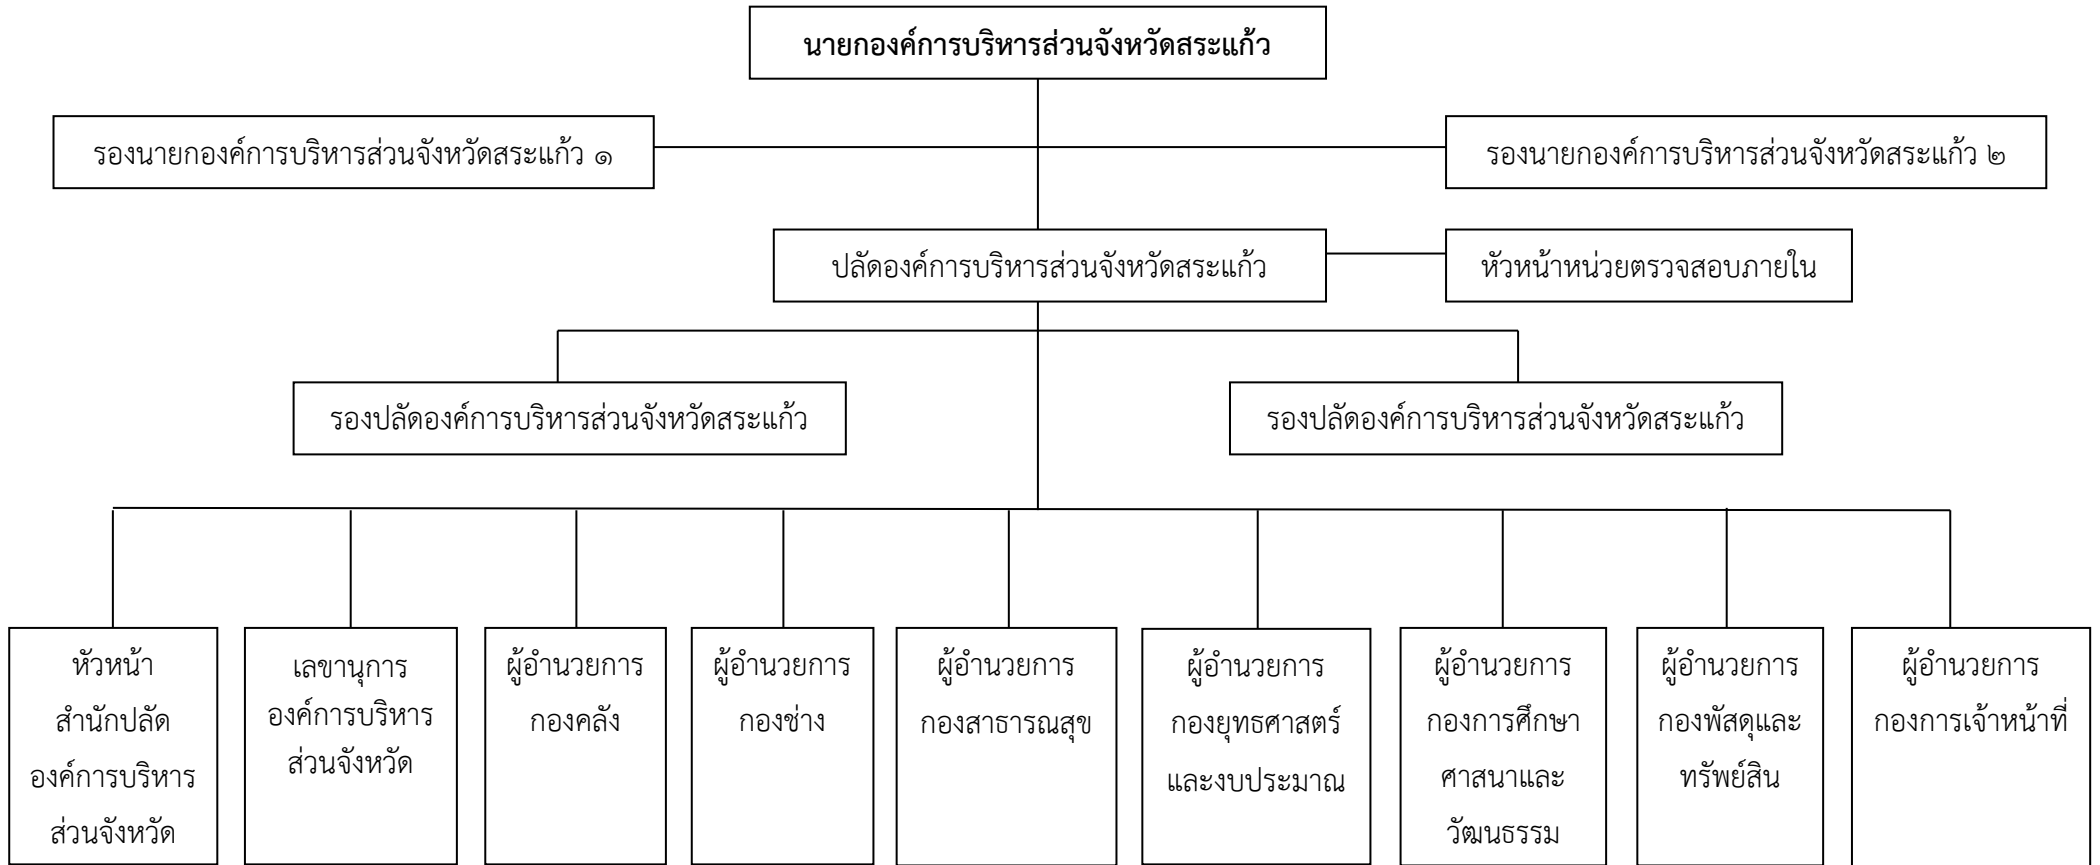 นายกองค์การบริหารส่วนจังหวัดสระแก้ว
รองนายกองค์การบริหารส่วนจังหวัดสระแก้ว ๑
รองนายกองค์การบริหารส่วนจังหวัดสระแก้ว ๒
ปลัดองค์การบริหารส่วนจังหวัดสระแก้ว
หัวหน้าหน่วยตรวจสอบภายใน
รองปลัดองค์การบริหารส่วนจังหวัดสระแก้ว
รองปลัดองค์การบริหารส่วนจังหวัดสระแก้ว
หัวหน้า
สำนักปลัด
องค์การบริหาร
ส่วนจังหวัด
เลขานุการ
องค์การบริหาร
ส่วนจังหวัด
ผู้อำนวยการ
กองคลัง
ผู้อำนวยการ
กองช่าง
ผู้อำนวยการ
กองสาธารณสุข
ผู้อำนวยการ
กองยุทธศาสตร์
และงบประมาณ
ผู้อำนวยการ
กองการศึกษา
ศาสนาและ
วัฒนธรรม
ผู้อำนวยการ
กองพัสดุและ
ทรัพย์สิน
ผู้อำนวยการ
กองการเจ้าหน้าที่